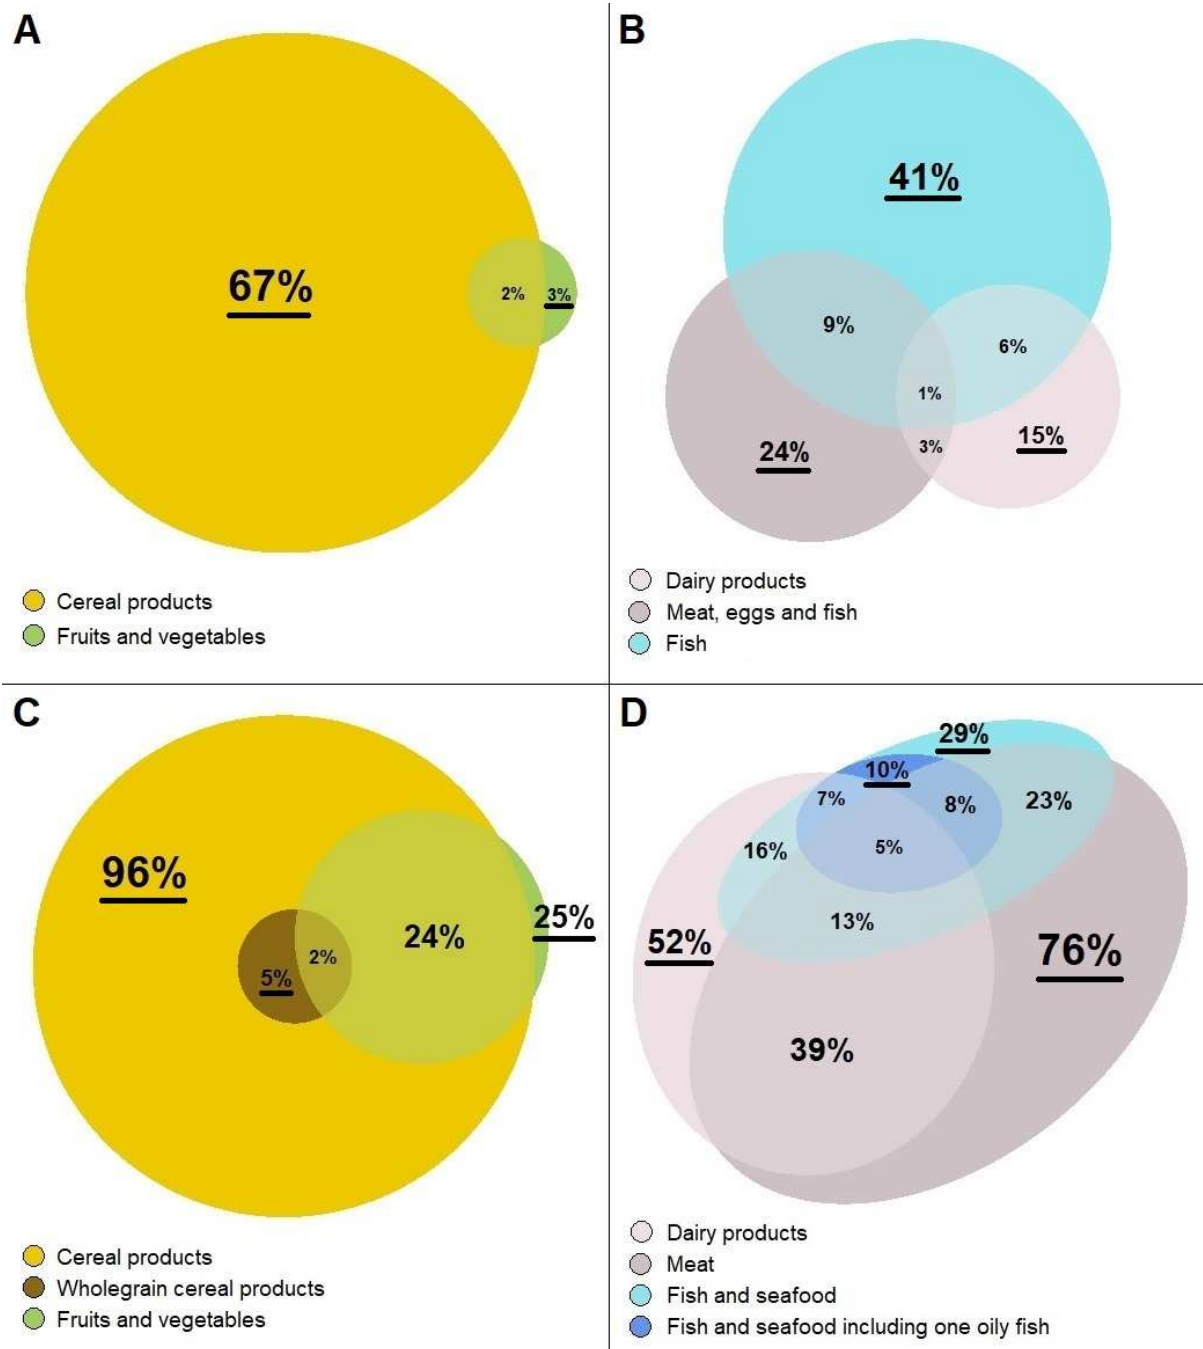 A
67%
2%
3%
Cereal products
Fruits and vegetables
B
41%
9%
6%
1%
24%
3%
15%
Dairy products
Meat, eggs and fish
Fish
C
96%
25%
24%
2%
5%
Cereal products
Wholegrain cereal products
Fruits and vegetables
D
29%
10%
7%
8%
23%
16%
5%
13%
52%
76%
39%
Dairy products
Meat
Fish and seafood
Fish and seafood including one oily fish